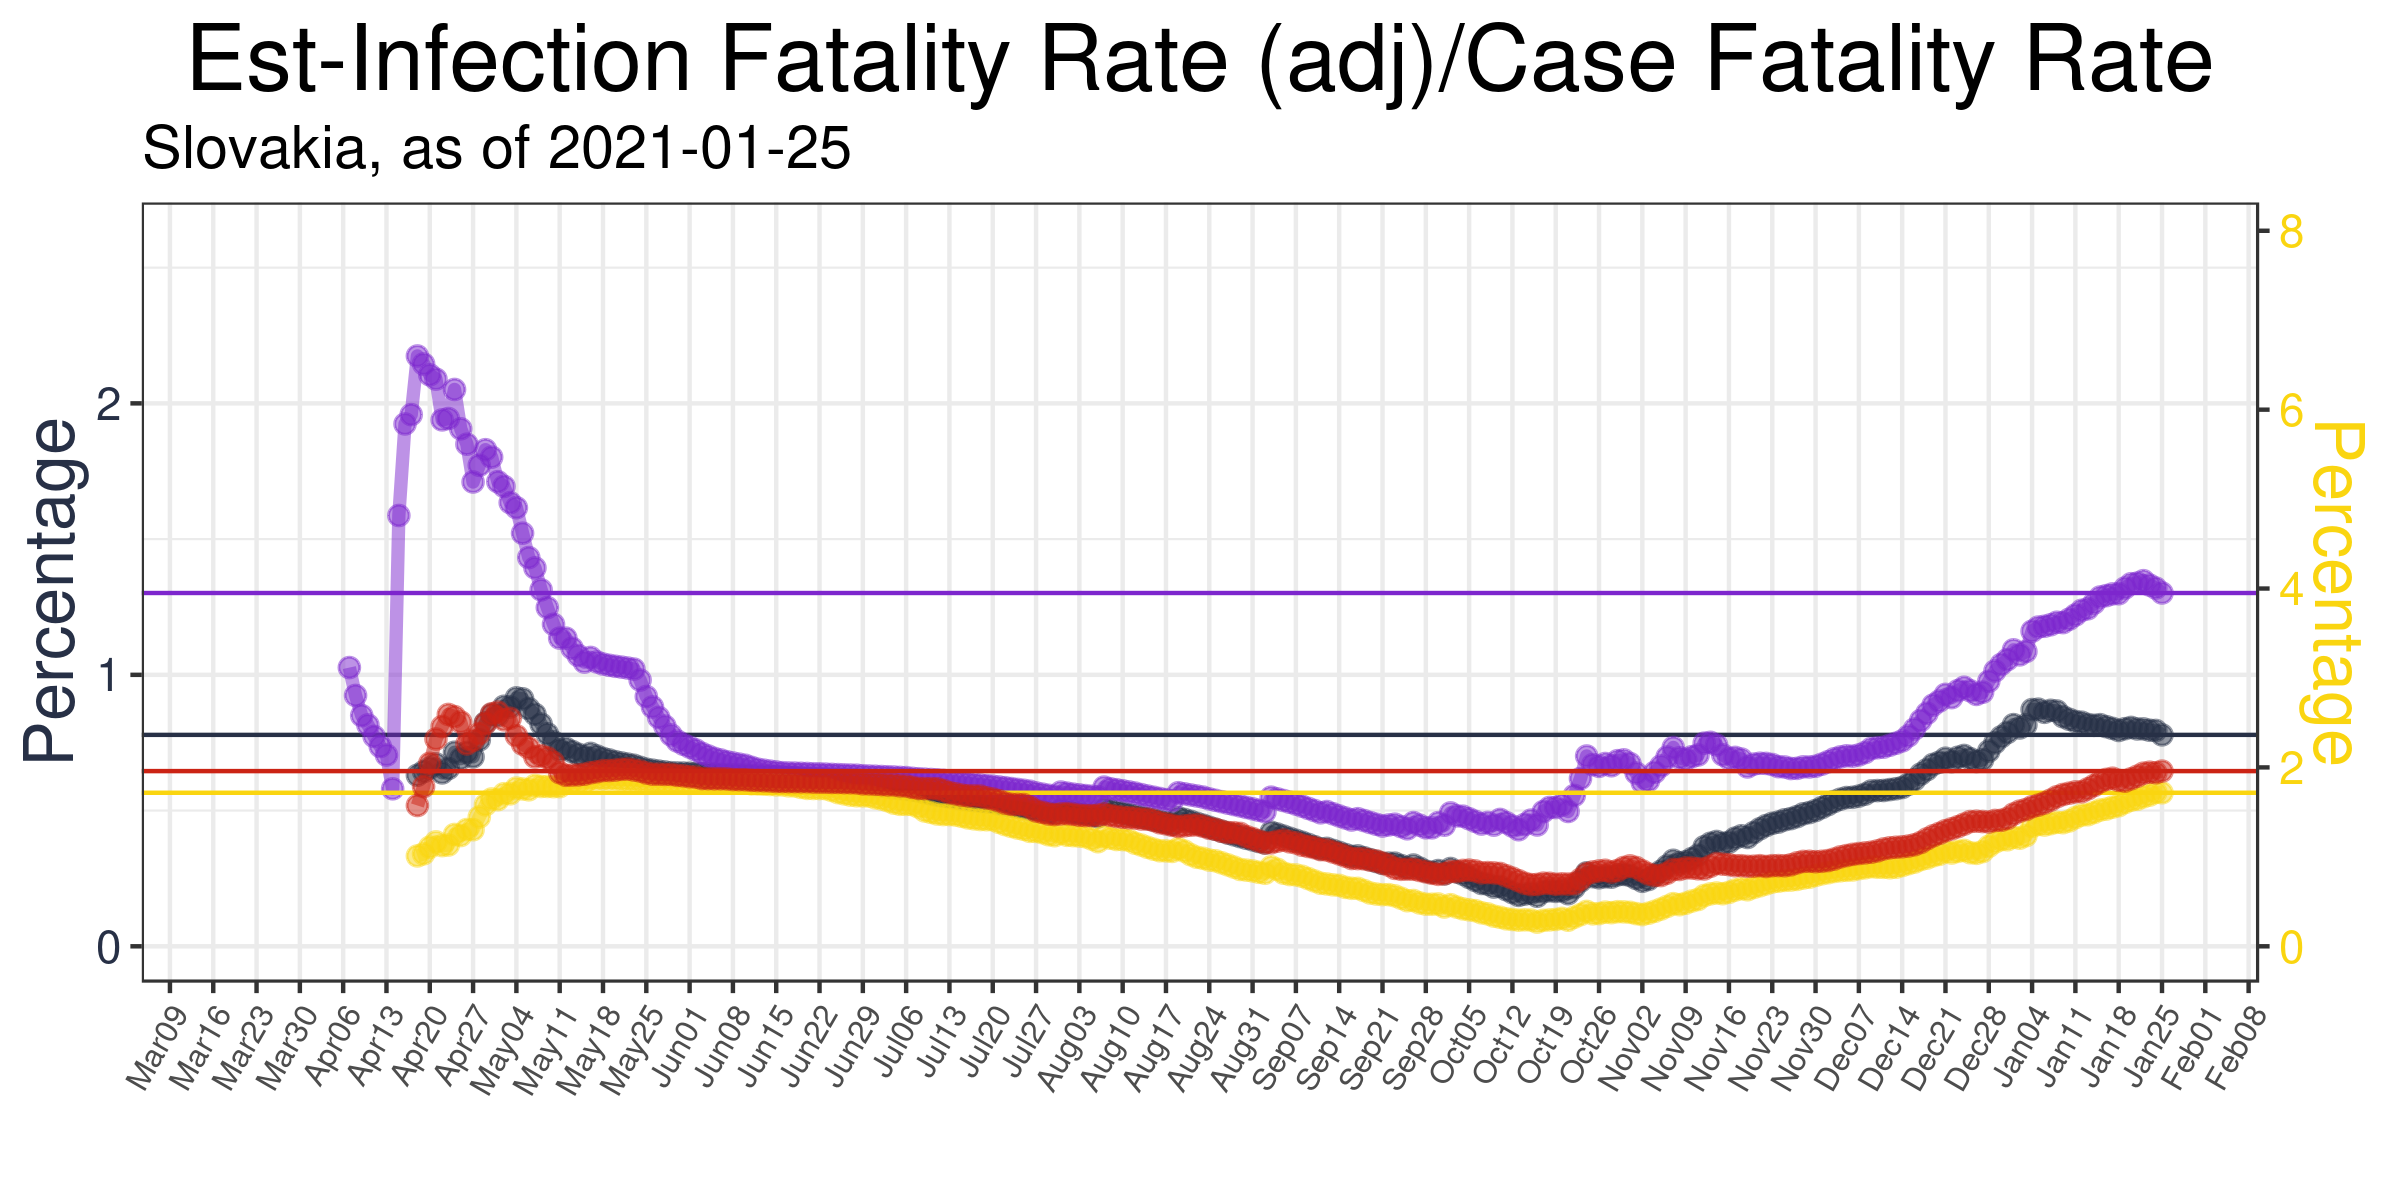 Est-Infection Fatality Rate (adj)/Case Fatality Rate
Slovakia, as of 2021-01-25
Percentage
2
1
0
8
6
4
2
0
Percentage
Mar09 Mar16 Mar23 Mar30 Apr06 Apr13 Apr20 Apr27 May04 May11 May18 May25 Jun01 Jun08 Jun15 Jun22 Jun29 Jul06 Jul13 Jul20 Jul27 Aug03 Aug10 Aug17 Aug24 Aug31 Sep07 Sep14 Sep21 Sep28 Oct05 Oct12 Oct19 Oct26 Nov02 Nov09 Nov16 Nov23 Nov30 Dec07 Dec14 Dec21 Dec28 Jan04 Jan11 Jan18 Jan25 Feb01 Feb08